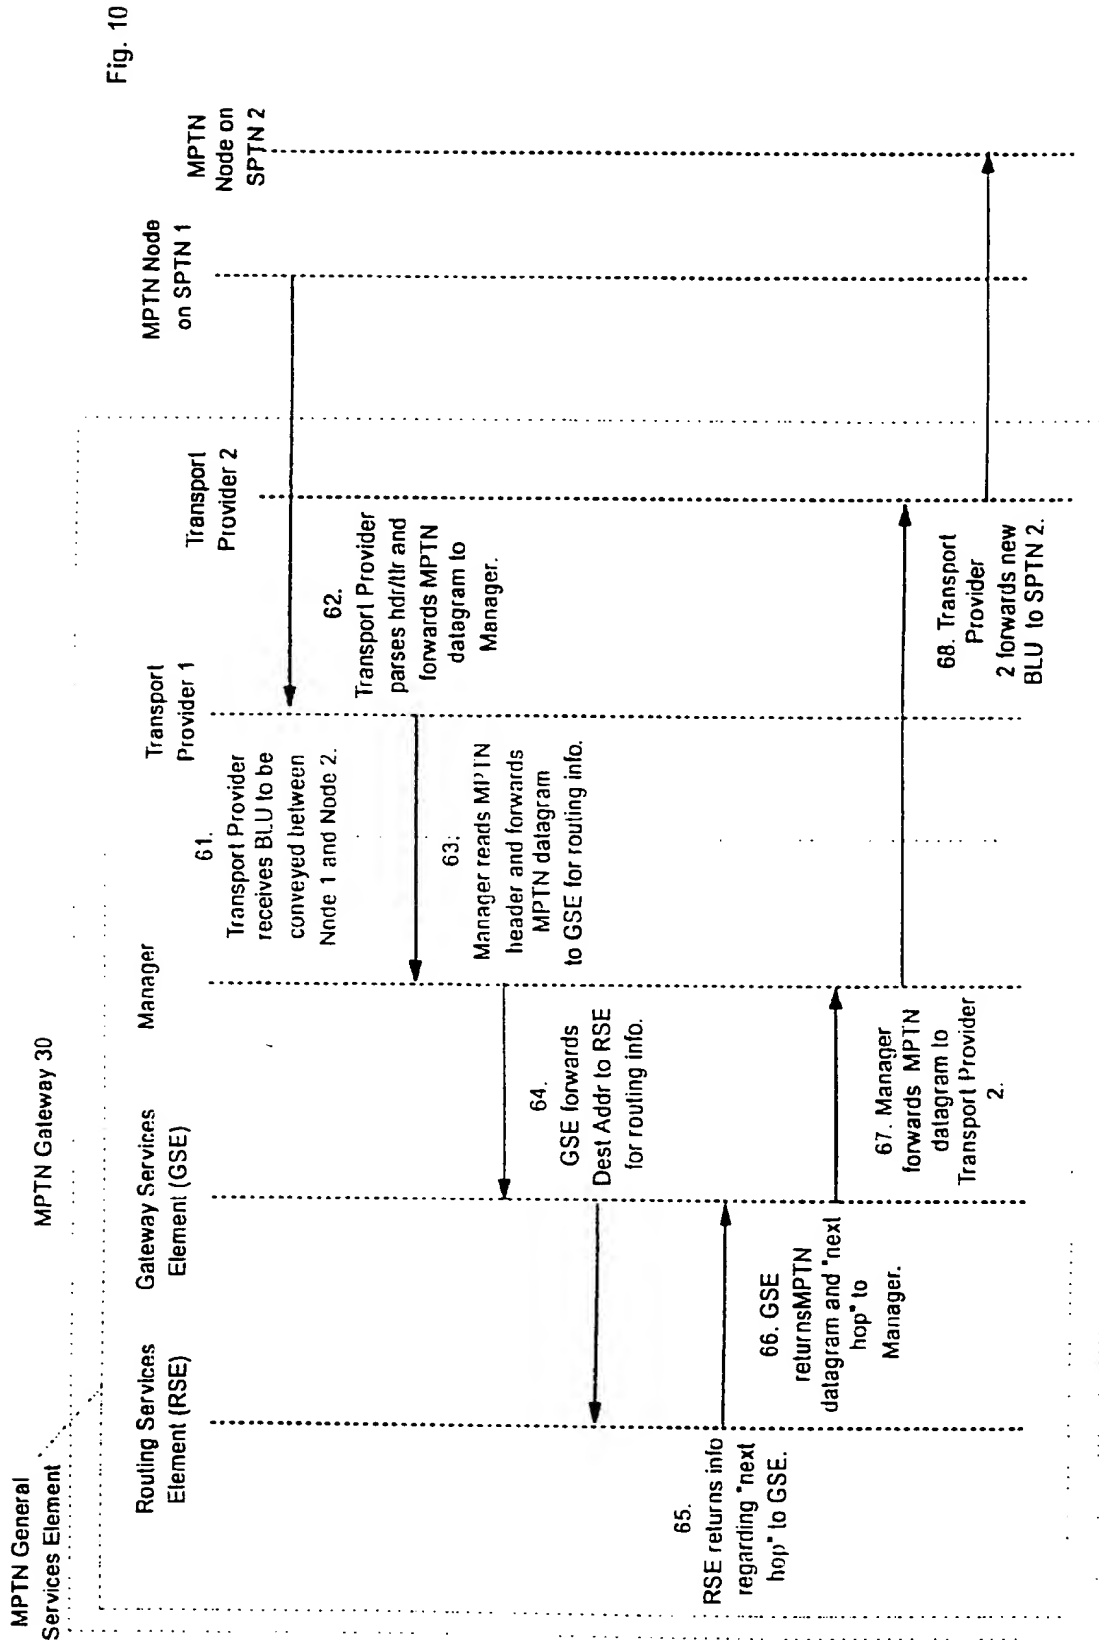 Fig. 10
MPTN General
Services Element
MPTN Gateway 30
Routing Services
Element (RSE)
Gateway Services
Element (GSE)
Manager
Transport
Provider 1
Transport
Provider 2
MPTN Node
on SPTN 1
MPTN
Node on
SPTN 2
61.
Transport Provider
receives BLU to be
conveyed between
Node 1 and Node 2.
62.
Transport Provider
parses hdr/tlr and
forwards MPTN
datagram to
Manager.
63.
Manager reads MPTN
header and forwards
MPTN datagram
to GSE for routing info.
64.
GSE forwards
Dest Addr to RSE
for routing info.
65.
RSE returns info
regarding "next
hop" to GSE.
66. GSE
returnsMPTN
datagram and "next
hop" to
Manager.
67. Manager
forwards MPTN
datagram to
Transport Provider
2.
68. Transport
Provider
2 forwards new
BLU to SPTN 2.